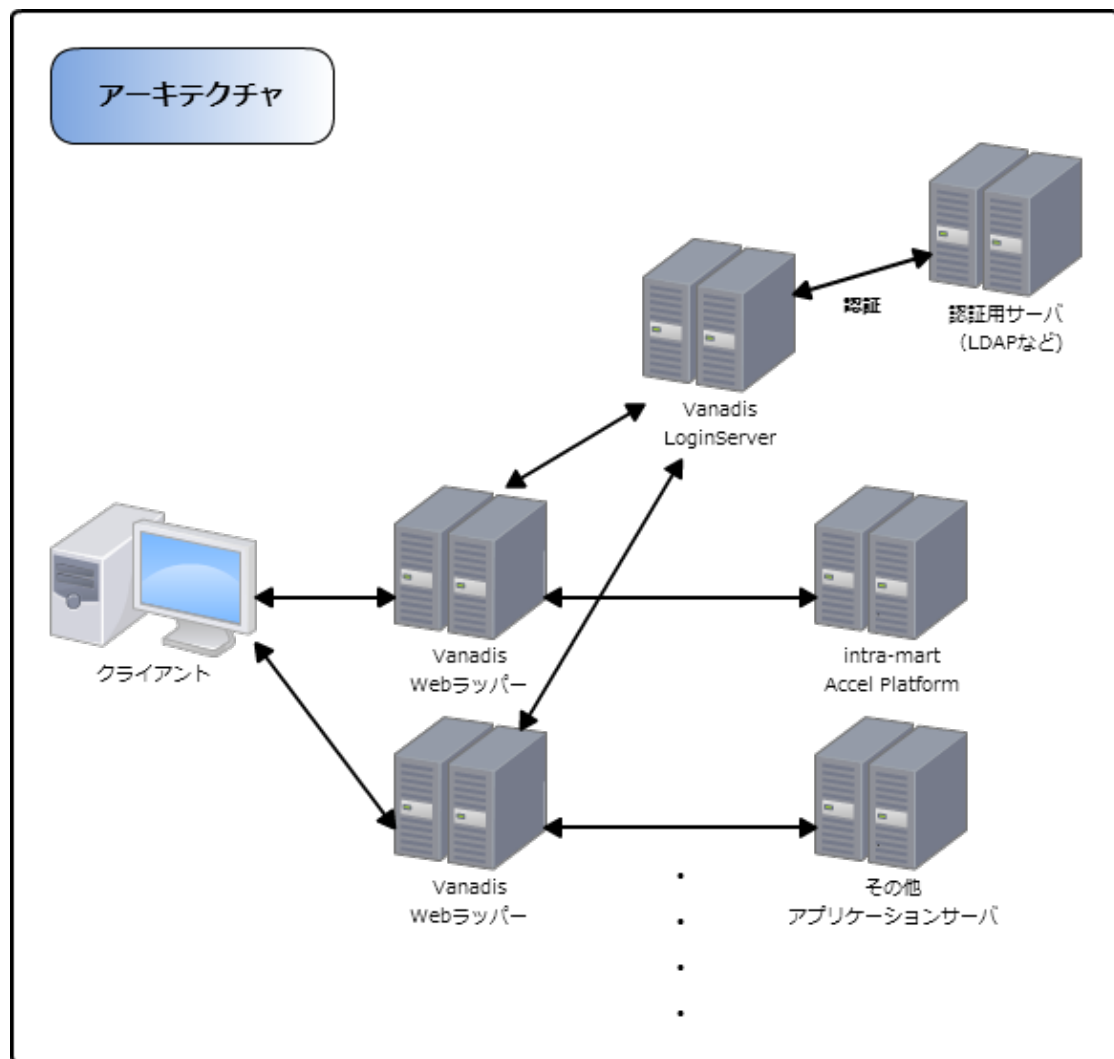 アーキテクチャ
認証
認証用サーバ
（LDAPなど)
Vanadis
LoginServer
クライアント
Vanadis
Webラッパー
intra-mart
Accel Platform
Vanadis
Webラッパー
その他
アプリケーションサーバ